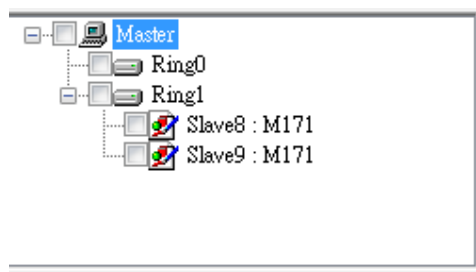 Master
Ring0
Ring1
Slave8 : M171
Slave9 : M171